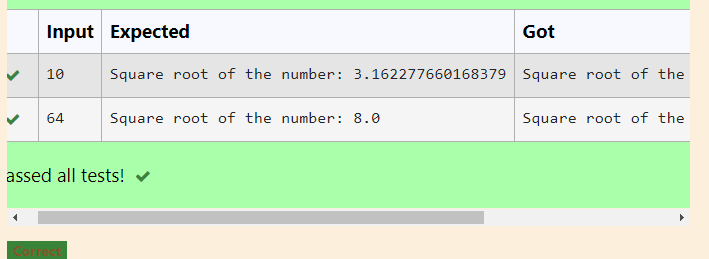 Input Expected Got
10 Square root of the number: 3.162277660168379 Square root of the
64 Square root of the number: 8.0 Square root of the
assed all tests!
Correct